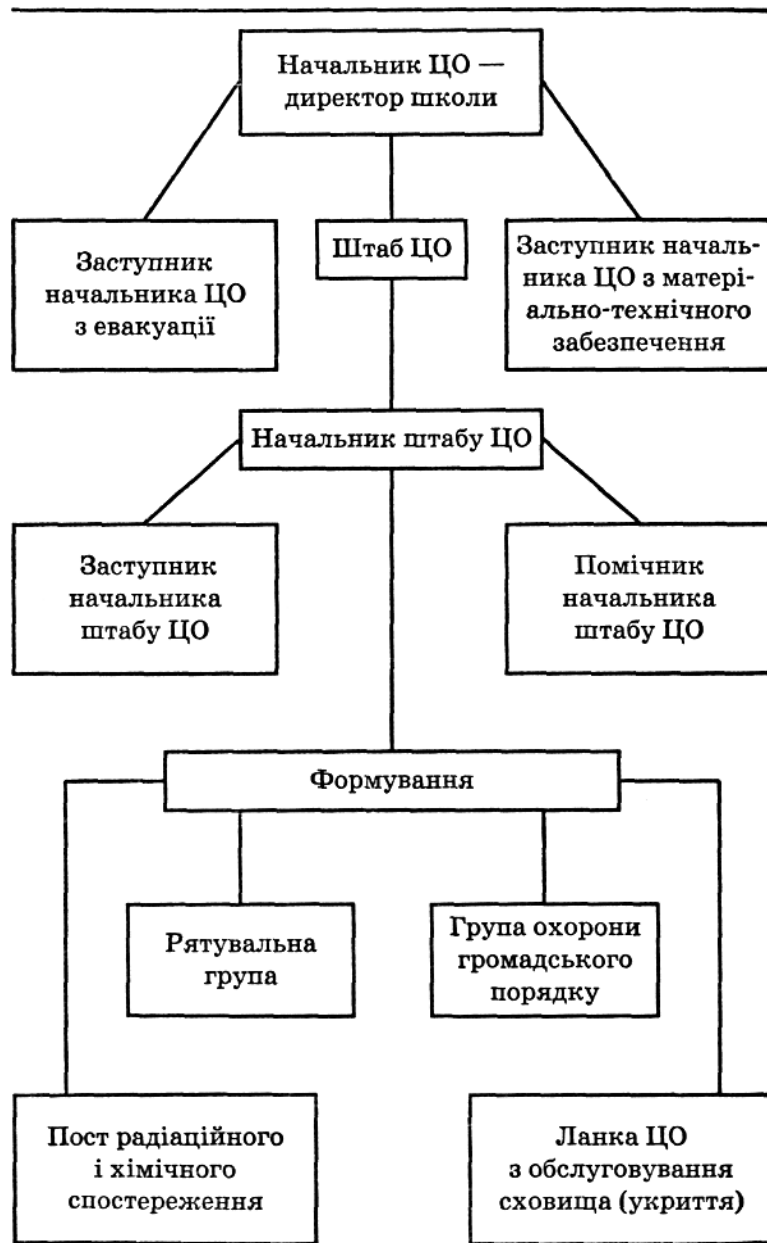 Начальник ЦО —
директор школи
Заступник
начальника ЦО
з евакуації
Штаб ЦО
Заступник началь-
ника ЦО з матері-
ально-технічного
забезпечення
Начальник штабу ЦО
Заступник
начальника
штабу ЦО
Помічник
начальника
штабу ЦО
Формування
Рятувальна
група
Група охорони
громадського
порядку
Пост радіаційного
і хімічного
спостереження
Ланка ЦО
з обслуговування
сховища (укриття)